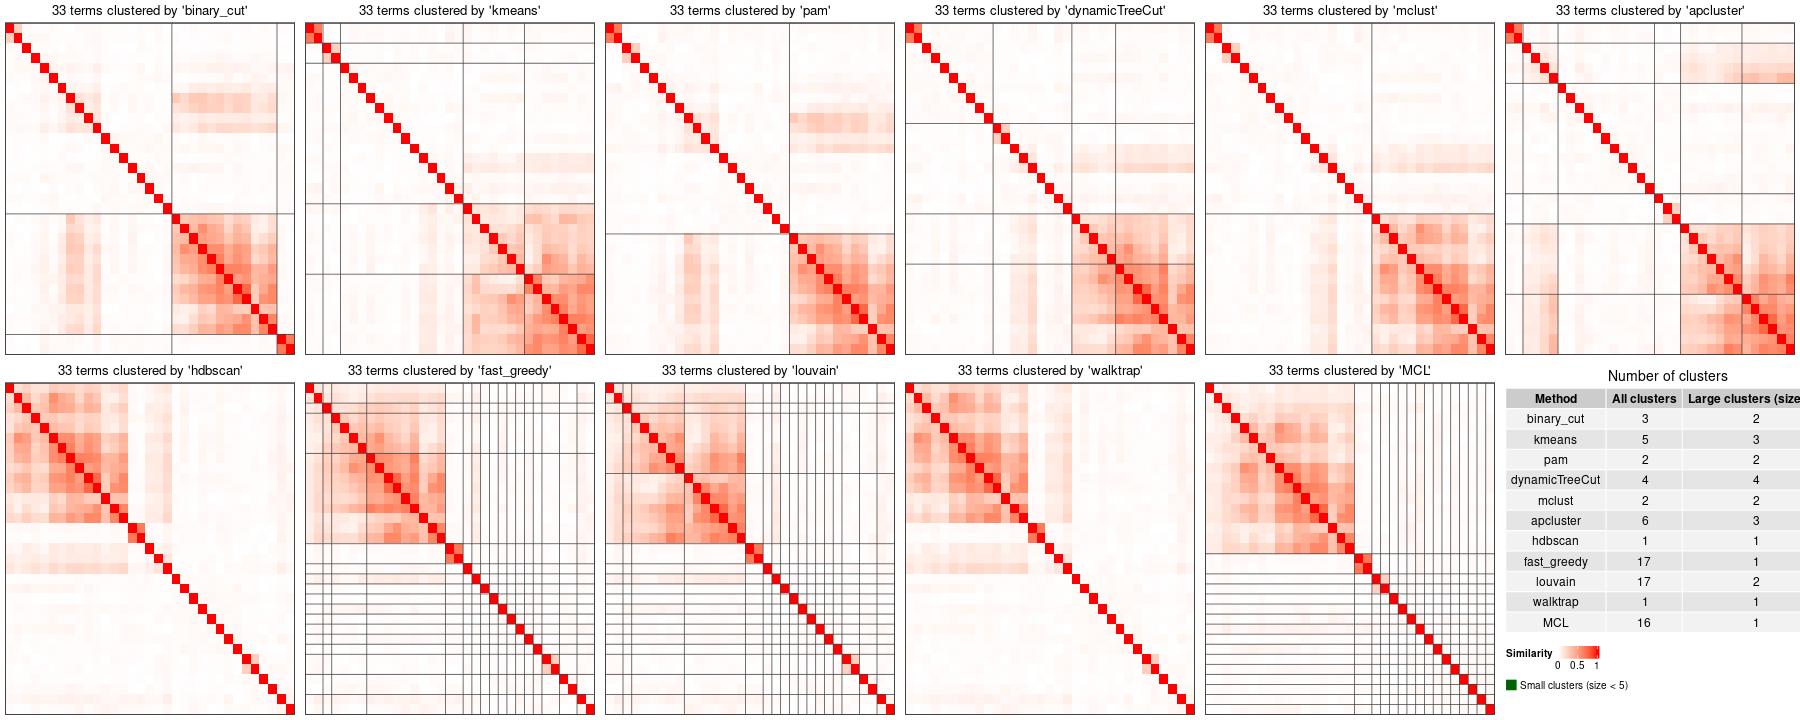 33 terms clustered by 'binary_cut'
33 terms clustered by 'kmeans'
33 terms clustered by 'pam'
33 terms clustered by 'dynamicTreeCut'
33 terms clustered by 'mclust'
33 terms clustered by 'apcluster'
33 terms clustered by 'hdbscan'
33 terms clustered by 'fast_greedy'
33 terms clustered by 'louvain'
33 terms clustered by 'walktrap'
33 terms clustered by 'MCL'
Number of clusters
Method All clusters Large clusters (size
binary_cut 3 2
kmeans 5 3
pam 2 2
dynamicTreeCut 4 4
mclust 2 2
apcluster 6 3
hdbscan 1 1
fast_greedy 17 1
louvain 17 2
walktrap 1 1
MCL 16 1
Similarity
0 0.5 1
Small clusters (size < 5)